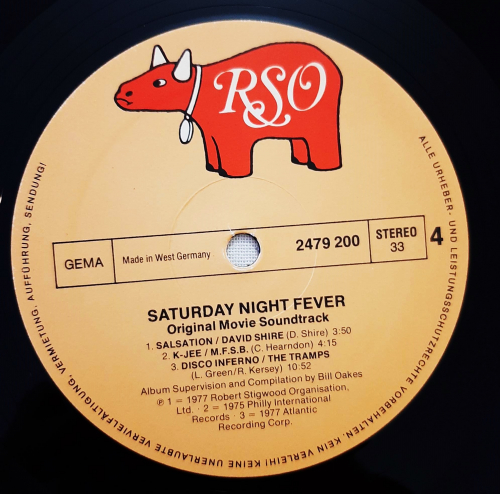 RSO
GEMA
Made in West Germany
2479 200
STEREO
33
4
SATURDAY NIGHT FEVER
Original Movie Soundtrack
1. SALSATION / DAVID SHIRE (D. Shire) 3:50
2. K-JEE / M.F.S.B. (C. Hearndon) 4:15
3. DISCO INFERNO / THE TRAMPS
(L. Green/R. Kersey) 10:52
Album Supervision and Compilation by Bill Oakes
℗ 1 = 1977 Robert Stigwood Organisation,
Ltd. · 2 = 1975 Philly International
Records · 3 = 1977 Atlantic
Recording Corp.
ALLE URHEBER- UND LEISTUNGSSCHUTZRECHTE VORBEHALTEN · KEIN VERLEIH! KEINE UNERLAUBTE VERVIELFÄLTIGUNG, VERMIETUNG, AUFFÜHRUNG, SENDUNG!